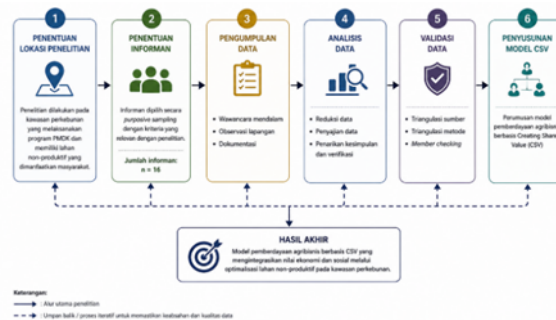 1
PENENTUAN
LOKASI PENELITIAN
Penelitian dilakukan pada
kawasan perkebunan
yang melaksanakan
program PMDK dan
memiliki lahan
non-produktif yang
dimanfaatkan masyarakat.
2
PENENTUAN
INFORMAN
Informan dipilih secara
purposive sampling
dengan kriteria yang
relevan dengan penelitian.
Jumlah informan:
n = 16
3
PENGUMPULAN
DATA
• Wawancara mendalam
• Observasi lapangan
• Dokumentasi
4
ANALISIS
DATA
• Reduksi data
• Penyajian data
• Penarikan kesimpulan
dan verifikasi
5
VALIDASI
DATA
• Triangulasi sumber
• Triangulasi metode
• Member checking
6
PENYUSUNAN
MODEL CSV
Perumusan model
pemberdayaan agribisnis
berbasis Creating Shared
Value (CSV)
HASIL AKHIR
Model pemberdayaan agribisnis berbasis CSV yang
mengintegrasikan nilai ekonomi dan sosial melalui
optimalisasi lahan non-produktif pada kawasan perkebunan.
Keterangan:
: Alur utama penelitian
: Umpan balik / proses iteratif untuk memastikan keabsahan dan kualitas data